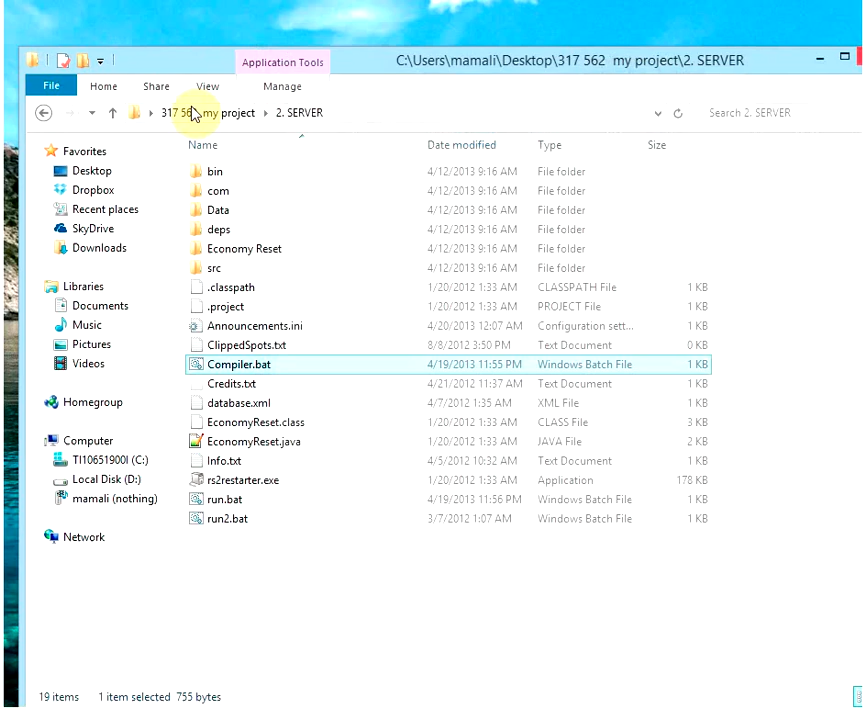 Application Tools C:\Users\mamali\Desktop\317 562 my project\2. SERVER
File Home Share View Manage
317 56 my project 2. SERVER Search 2. SERVER
Name Date modified Type Size
Favorites
Desktop
Dropbox
Recent places
SkyDrive
Downloads
Libraries
Documents
Music
Pictures
Videos
Homegroup
Computer
TI10651900I (C:)
Local Disk (D:)
mamali (nothing)
Network
bin 4/12/2013 9:16 AM File folder
com 4/12/2013 9:16 AM File folder
Data 4/12/2013 9:16 AM File folder
deps 4/12/2013 9:16 AM File folder
Economy Reset 4/12/2013 9:16 AM File folder
src 4/12/2013 9:16 AM File folder
.classpath 1/20/2012 1:33 AM CLASSPATH File 1 KB
.project 1/20/2012 1:33 AM PROJECT File 1 KB
Announcements.ini 4/20/2013 12:07 AM Configuration sett... 1 KB
ClippedSpots.txt 8/8/2012 3:50 PM Text Document 0 KB
Compiler.bat 4/19/2013 11:55 PM Windows Batch File 1 KB
Credits.txt 4/21/2012 11:37 AM Text Document 1 KB
database.xml 4/7/2012 1:35 AM XML File 1 KB
EconomyReset.class 1/20/2012 1:33 AM CLASS File 3 KB
EconomyReset.java 1/20/2012 1:33 AM JAVA File 2 KB
Info.txt 4/5/2012 10:32 AM Text Document 1 KB
rs2restarter.exe 1/20/2012 1:33 AM Application 178 KB
run.bat 4/19/2013 11:56 PM Windows Batch File 1 KB
run2.bat 3/7/2012 1:07 AM Windows Batch File 1 KB
19 items 1 item selected 755 bytes